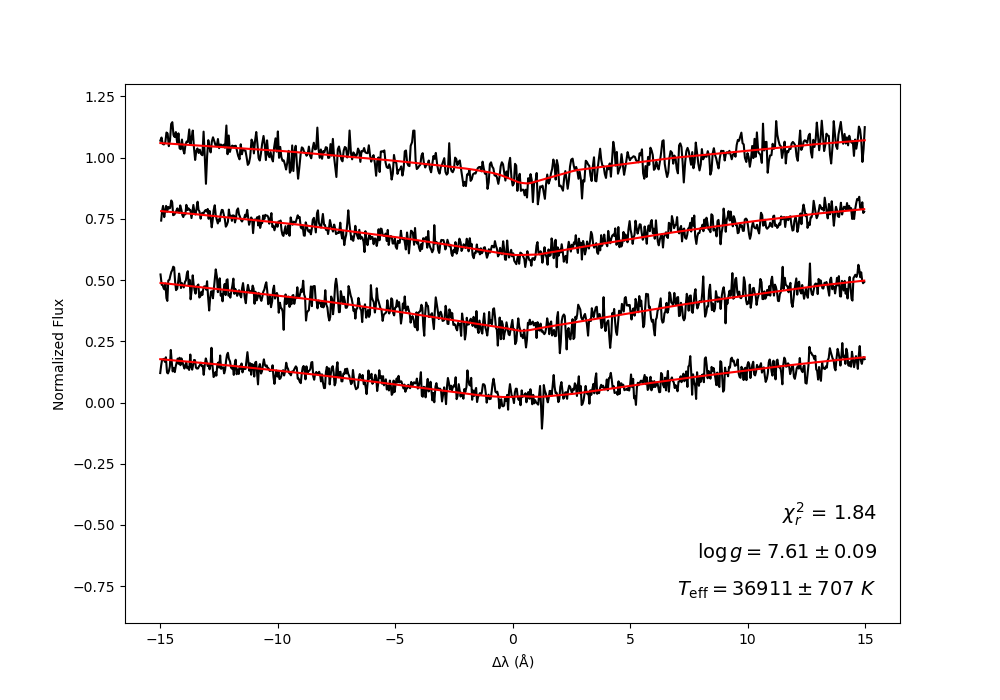 1.25
1.00
0.75
0.50
0.25
0.00
−0.25
−0.50
−0.75
Normalized Flux
χ²ᵣ = 1.84
log g = 7.61 ± 0.09
T_eff = 36911 ± 707 K
−15 −10 −5 0 5 10 15
Δλ (Å)